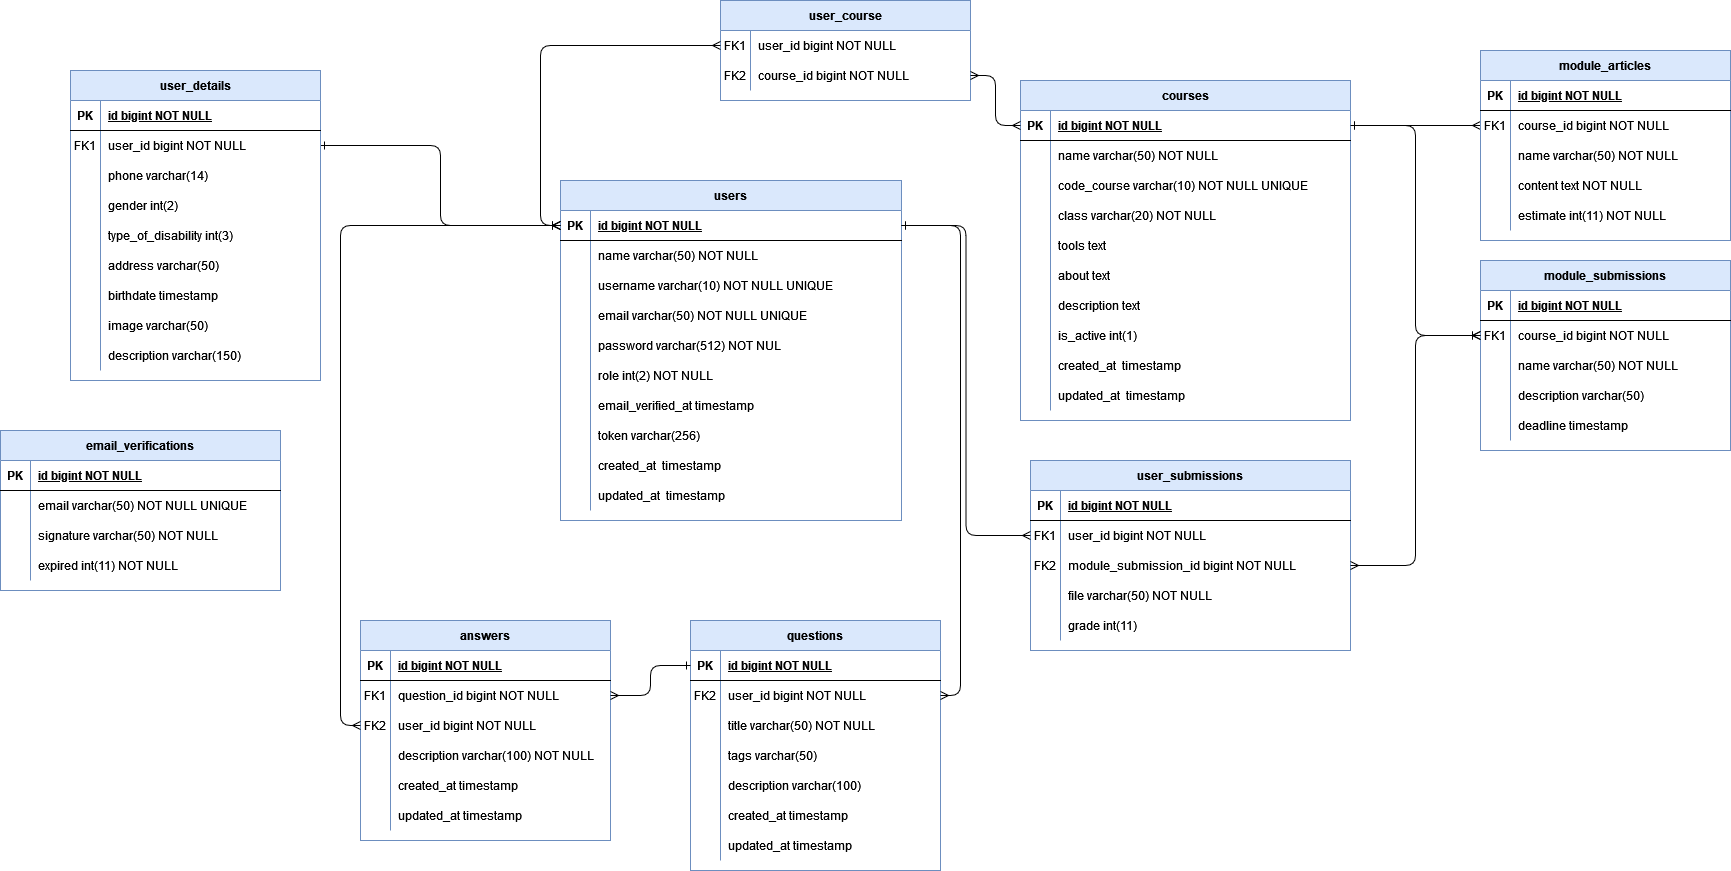 user_course
FK1 user_id bigint NOT NULL
FK2 course_id bigint NOT NULL
user_details
PK id bigint NOT NULL
FK1 user_id bigint NOT NULL
phone varchar(14)
gender int(2)
type_of_disability int(3)
address varchar(50)
birthdate timestamp
image varchar(50)
description varchar(150)
users
PK id bigint NOT NULL
name varchar(50) NOT NULL
username varchar(10) NOT NULL UNIQUE
email varchar(50) NOT NULL UNIQUE
password varchar(512) NOT NUL
role int(2) NOT NULL
email_verified_at timestamp
token varchar(256)
created_at timestamp
updated_at timestamp
courses
PK id bigint NOT NULL
name varchar(50) NOT NULL
code_course varchar(10) NOT NULL UNIQUE
class varchar(20) NOT NULL
tools text
about text
description text
is_active int(1)
created_at timestamp
updated_at timestamp
module_articles
PK id bigint NOT NULL
FK1 course_id bigint NOT NULL
name varchar(50) NOT NULL
content text NOT NULL
estimate int(11) NOT NULL
module_submissions
PK id bigint NOT NULL
FK1 course_id bigint NOT NULL
name varchar(50) NOT NULL
description varchar(50)
deadline timestamp
email_verifications
PK id bigint NOT NULL
email varchar(50) NOT NULL UNIQUE
signature varchar(50) NOT NULL
expired int(11) NOT NULL
user_submissions
PK id bigint NOT NULL
FK1 user_id bigint NOT NULL
FK2 module_submission_id bigint NOT NULL
file varchar(50) NOT NULL
grade int(11)
answers
PK id bigint NOT NULL
FK1 question_id bigint NOT NULL
FK2 user_id bigint NOT NULL
description varchar(100) NOT NULL
created_at timestamp
updated_at timestamp
questions
PK id bigint NOT NULL
FK2 user_id bigint NOT NULL
title varchar(50) NOT NULL
tags varchar(50)
description varchar(100)
created_at timestamp
updated_at timestamp